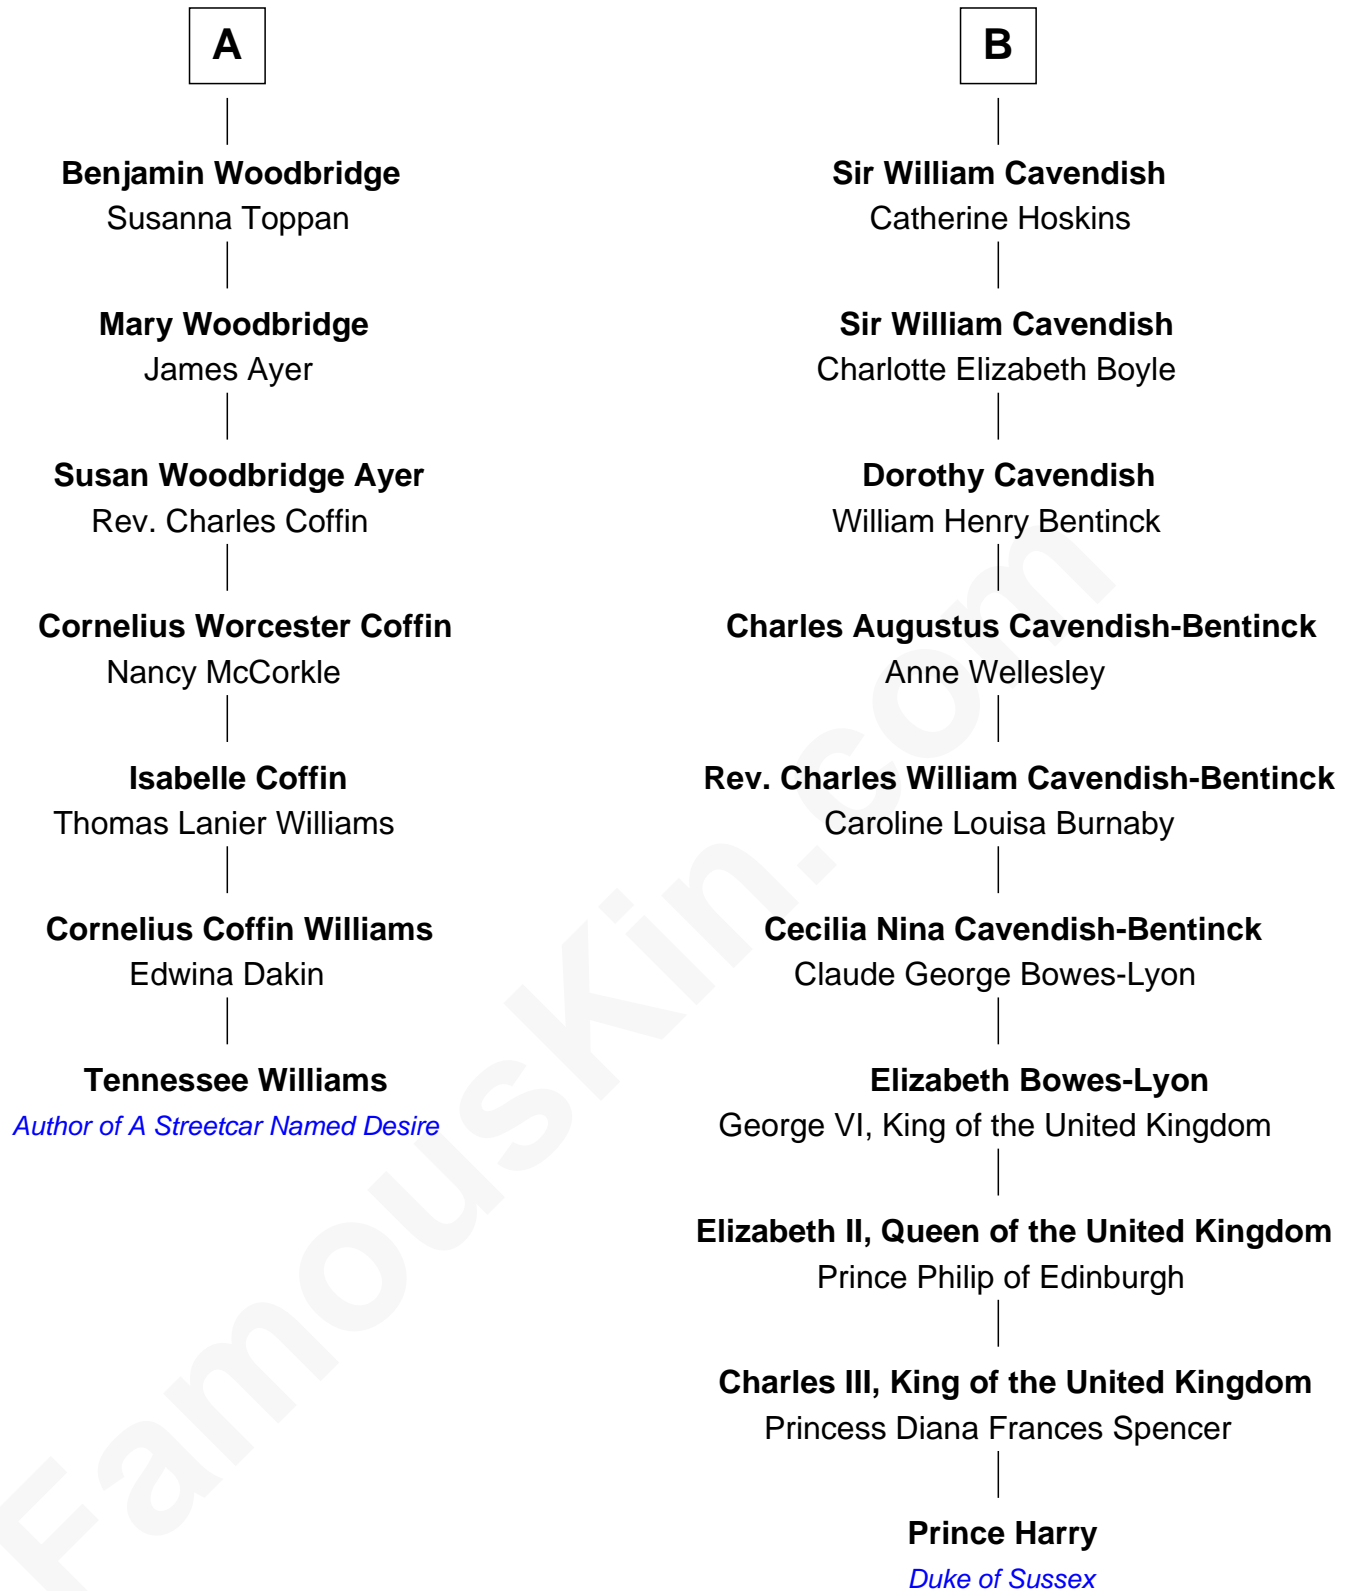 A
Benjamin Woodbridge
Susanna Toppan
Mary Woodbridge
James Ayer
Susan Woodbridge Ayer
Rev. Charles Coffin
Cornelius Worcester Coffin
Nancy McCorkle
Isabelle Coffin
Thomas Lanier Williams
Cornelius Coffin Williams
Edwina Dakin
Tennessee Williams
Author of A Streetcar Named Desire
B
Sir William Cavendish
Catherine Hoskins
Sir William Cavendish
Charlotte Elizabeth Boyle
Dorothy Cavendish
William Henry Bentinck
Charles Augustus Cavendish-Bentinck
Anne Wellesley
Rev. Charles William Cavendish-Bentinck
Caroline Louisa Burnaby
Cecilia Nina Cavendish-Bentinck
Claude George Bowes-Lyon
Elizabeth Bowes-Lyon
George VI, King of the United Kingdom
Elizabeth II, Queen of the United Kingdom
Prince Philip of Edinburgh
Charles III, King of the United Kingdom
Princess Diana Frances Spencer
Prince Harry
Duke of Sussex
FamousKin.com